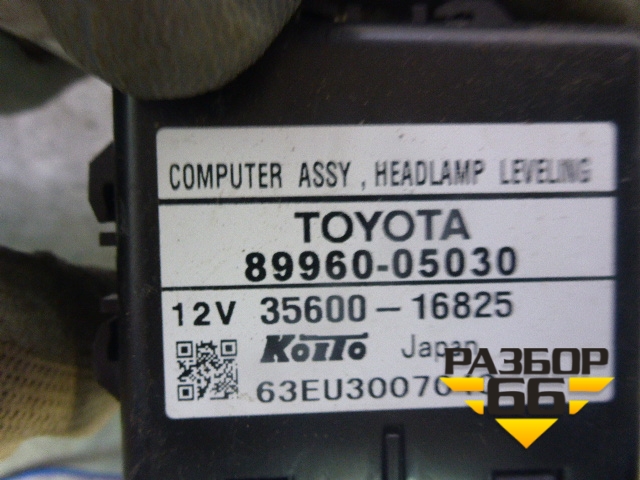 COMPUTER ASSY, HEADLAMP LEVELING
TOYOTA
89960-05030
12V 35600-16825
KOITO Japan
РАЗБОР
66